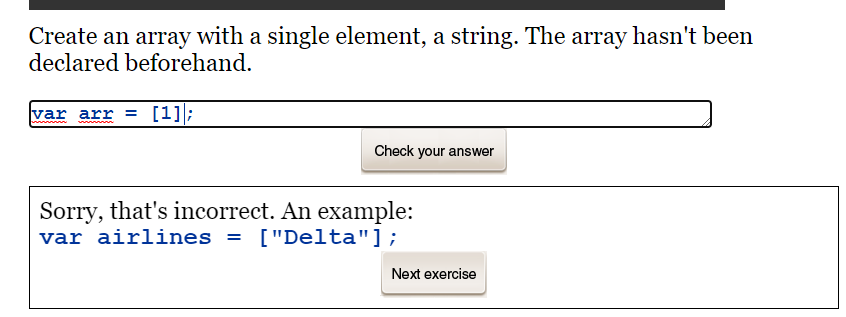 Create an array with a single element, a string. The array hasn't been
declared beforehand.
var arr = [1];
Check your answer
Sorry, that's incorrect. An example:
var airlines = ["Delta"];
Next exercise